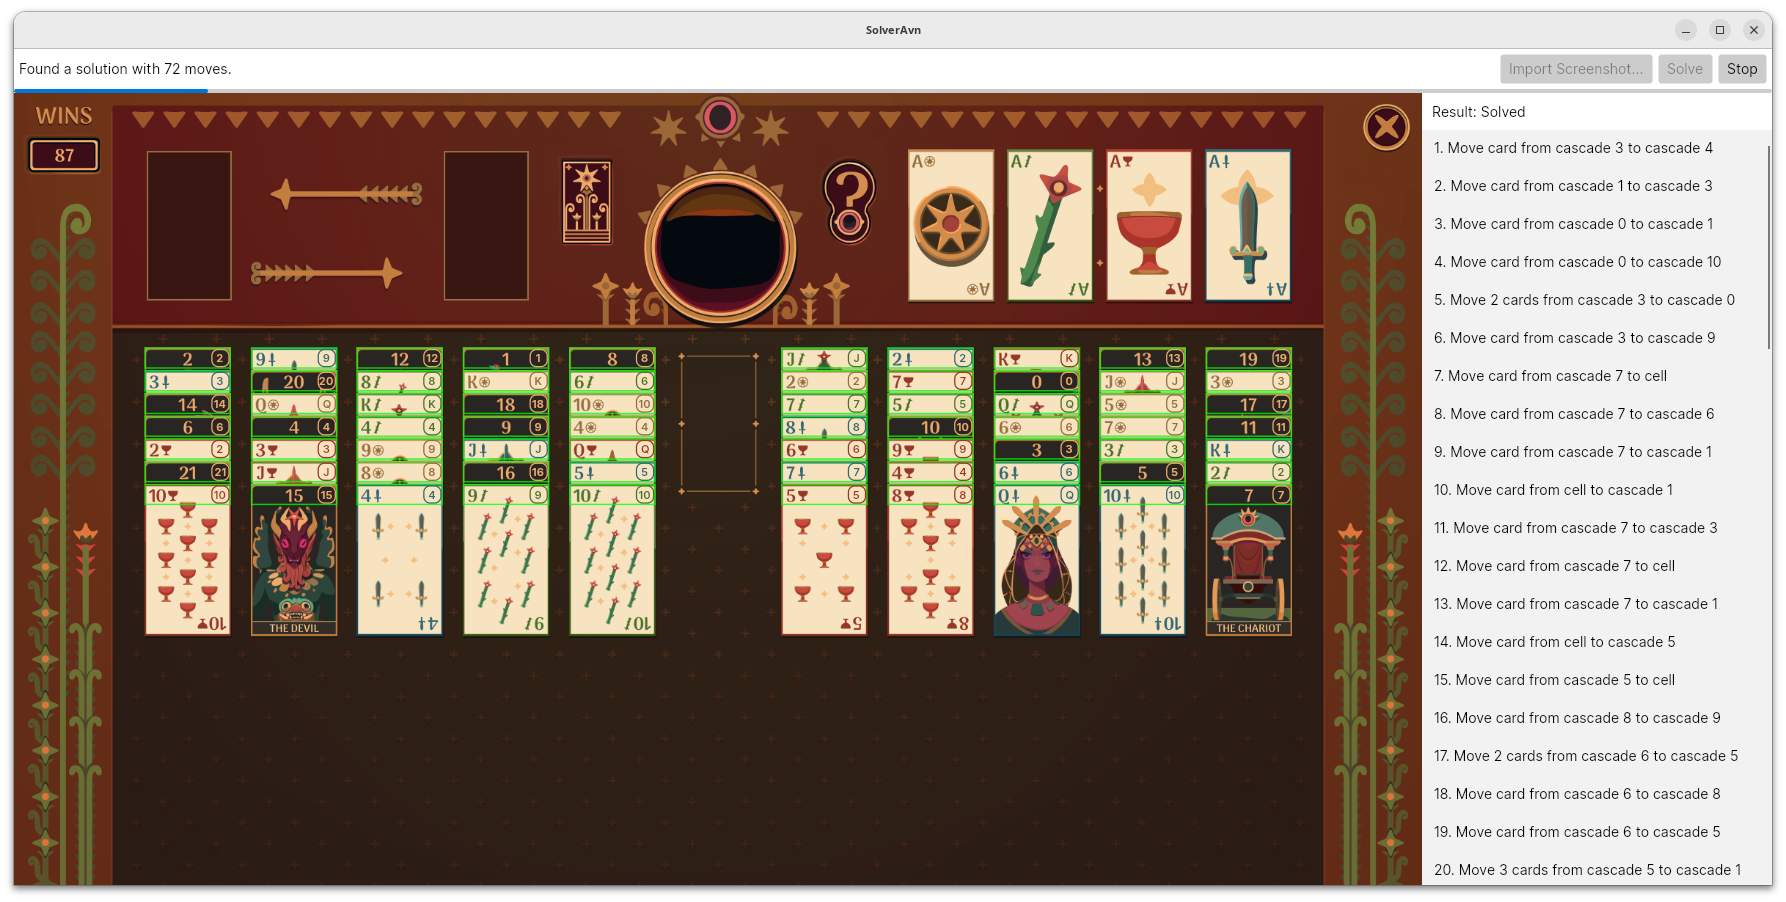 SolverAvn
Found a solution with 72 moves.
Import Screenshot...
Solve
Stop
WINS
87
A
A
A
A
A
A
A
A
2 2 9 9 12 12 1 1 8 8 J J 2 2 K K 13 13 19 19
3 3 20 20 8 8 K K 6 6 2 2 7 7 0 0 J J 3 3
14 14 Q Q K K 18 18 10 10 7 7 5 5 Q Q 5 5 17 17
6 6 4 4 4 4 9 9 4 4 8 8 10 10 6 6 7 7 11 11
2 2 3 3 9 9 J J Q Q 6 6 9 9 3 3 3 3 K K
21 21 J J 8 8 16 16 5 5 7 7 4 4 6 6 5 5 2 2
10 10 15 15 4 4 9 9 10 10 5 5 8 8 Q Q 10 10 7 7
10 THE DEVIL 4 9 10 5 8 10 THE CHARIOT
Result: Solved
1. Move card from cascade 3 to cascade 4
2. Move card from cascade 1 to cascade 3
3. Move card from cascade 0 to cascade 1
4. Move card from cascade 0 to cascade 10
5. Move 2 cards from cascade 3 to cascade 0
6. Move card from cascade 3 to cascade 9
7. Move card from cascade 7 to cell
8. Move card from cascade 7 to cascade 6
9. Move card from cascade 7 to cascade 1
10. Move card from cell to cascade 1
11. Move card from cascade 7 to cascade 3
12. Move card from cascade 7 to cell
13. Move card from cascade 7 to cascade 1
14. Move card from cell to cascade 5
15. Move card from cascade 5 to cell
16. Move card from cascade 8 to cascade 9
17. Move 2 cards from cascade 6 to cascade 5
18. Move card from cascade 6 to cascade 8
19. Move card from cascade 6 to cascade 5
20. Move 3 cards from cascade 5 to cascade 1